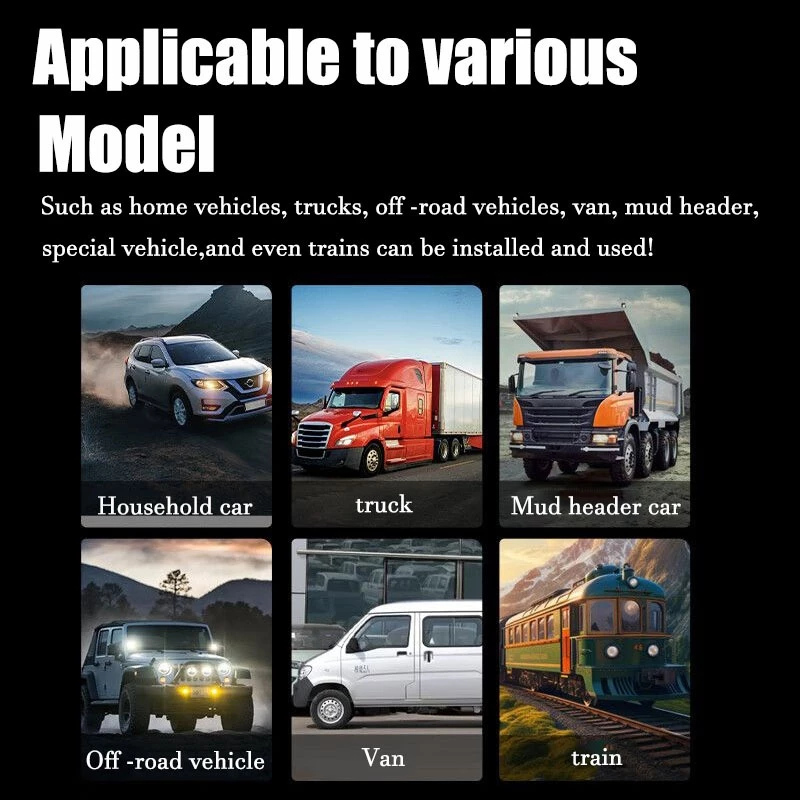 Applicable to various
Model
Such as home vehicles, trucks, off -road vehicles, van, mud header,
special vehicle,and even trains can be installed and used!
Household car
truck
Mud header car
Off -road vehicle
Van
train